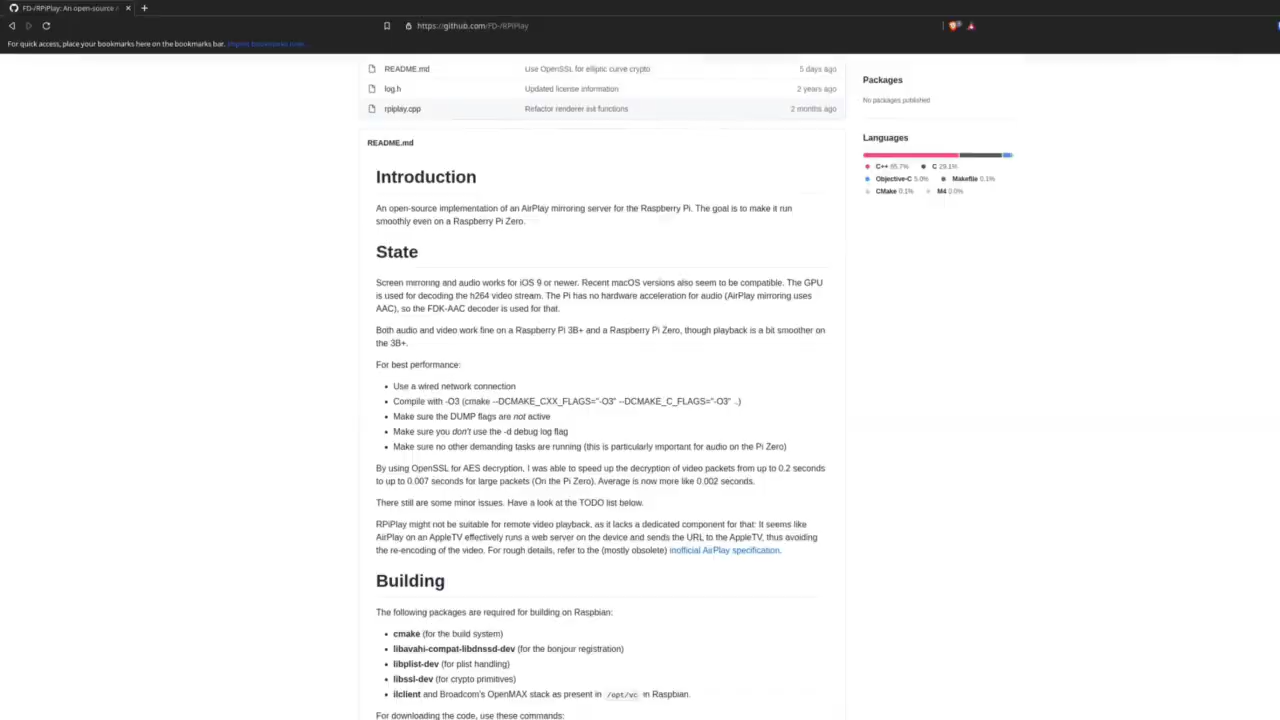 FD-/RPiPlay: An open-source
https://github.com/FD-/RPiPlay
For quick access, place your bookmarks here on the bookmarks bar. Import bookmarks now...
README.md Use OpenSSL for elliptic curve crypto 5 days ago
log.h Updated license information 2 years ago
rpiplay.cpp Refactor renderer init functions 2 months ago
README.md
Introduction
An open-source implementation of an AirPlay mirroring server for the Raspberry Pi. The goal is to make it run
smoothly even on a Raspberry Pi Zero.
State
Screen mirroring and audio works for iOS 9 or newer. Recent macOS versions also seem to be compatible. The GPU
is used for decoding the h264 video stream. The Pi has no hardware acceleration for audio (AirPlay mirroring uses
AAC), so the FDK-AAC decoder is used for that.
Both audio and video work fine on a Raspberry Pi 3B+ and a Raspberry Pi Zero, though playback is a bit smoother on
the 3B+.
For best performance:
• Use a wired network connection
• Compile with -O3 (cmake --DCMAKE_CXX_FLAGS="-O3" --DCMAKE_C_FLAGS="-O3" ..)
• Make sure the DUMP flags are not active
• Make sure you don't use the -d debug log flag
• Make sure no other demanding tasks are running (this is particularly important for audio on the Pi Zero)
By using OpenSSL for AES decryption, I was able to speed up the decryption of video packets from up to 0.2 seconds
to up to 0.007 seconds for large packets (On the Pi Zero). Average is now more like 0.002 seconds.
There still are some minor issues. Have a look at the TODO list below.
RPiPlay might not be suitable for remote video playback, as it lacks a dedicated component for that: It seems like
AirPlay on an AppleTV effectively runs a web server on the device and sends the URL to the AppleTV, thus avoiding
the re-encoding of the video. For rough details, refer to the (mostly obsolete) inofficial AirPlay specification.
Building
The following packages are required for building on Raspbian:
• cmake (for the build system)
• libavahi-compat-libdnssd-dev (for the bonjour registration)
• libplist-dev (for plist handling)
• libssl-dev (for crypto primitives)
• ilclient and Broadcom's OpenMAX stack as present in /opt/vc in Raspbian.
For downloading the code, use these commands:
Packages
No packages published
Languages
C++ 65.7% C 29.1%
Objective-C 5.0% Makefile 0.1%
CMake 0.1% M4 0.0%